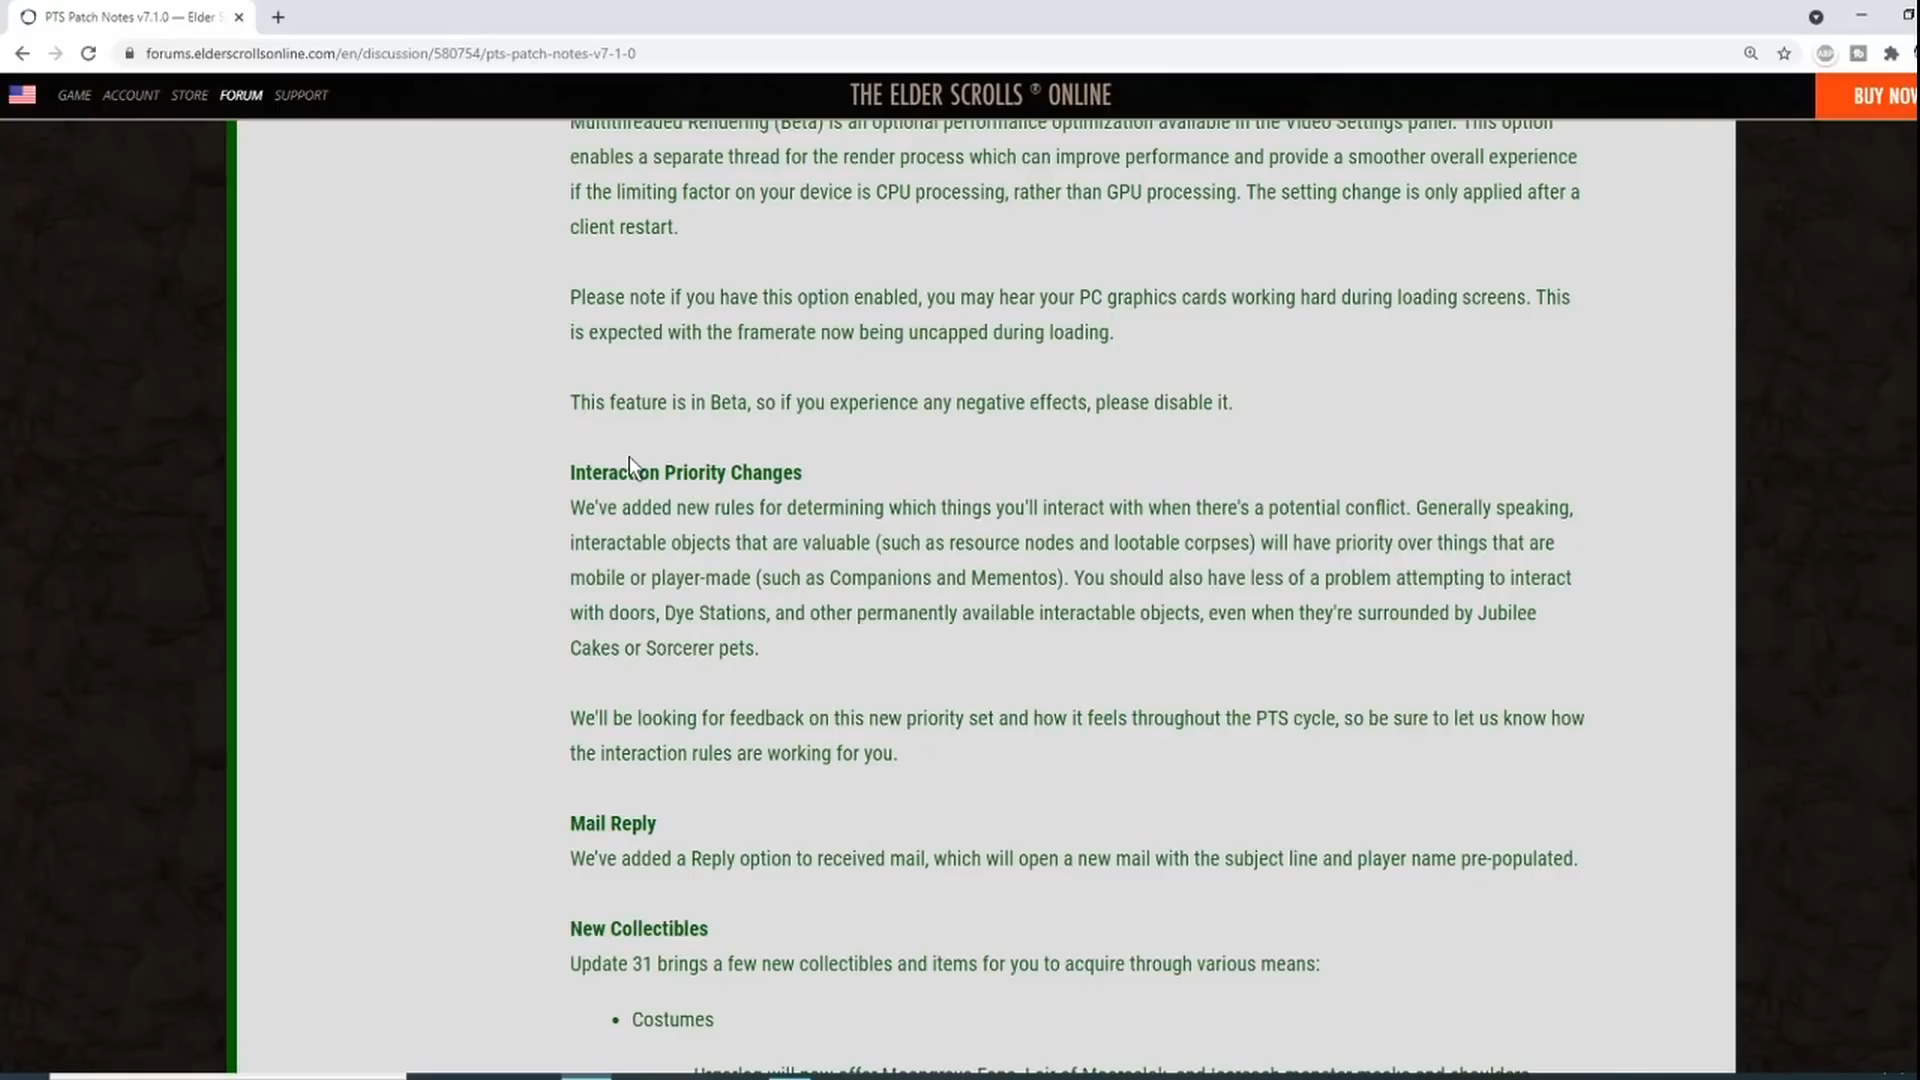 PTS Patch Notes v7.1.0 — Elder S
forums.elderscrollsonline.com/en/discussion/580754/pts-patch-notes-v7-1-0
ABP
GAME ACCOUNT STORE FORUM SUPPORT
THE ELDER SCROLLS ® ONLINE
BUY NOW
Multithreaded Rendering (Beta) is an optional performance optimization available in the Video Settings panel. This option
enables a separate thread for the render process which can improve performance and provide a smoother overall experience
if the limiting factor on your device is CPU processing, rather than GPU processing. The setting change is only applied after a
client restart.
Please note if you have this option enabled, you may hear your PC graphics cards working hard during loading screens. This
is expected with the framerate now being uncapped during loading.
This feature is in Beta, so if you experience any negative effects, please disable it.
Interaction Priority Changes
We've added new rules for determining which things you'll interact with when there's a potential conflict. Generally speaking,
interactable objects that are valuable (such as resource nodes and lootable corpses) will have priority over things that are
mobile or player-made (such as Companions and Mementos). You should also have less of a problem attempting to interact
with doors, Dye Stations, and other permanently available interactable objects, even when they're surrounded by Jubilee
Cakes or Sorcerer pets.
We'll be looking for feedback on this new priority set and how it feels throughout the PTS cycle, so be sure to let us know how
the interaction rules are working for you.
Mail Reply
We've added a Reply option to received mail, which will open a new mail with the subject line and player name pre-populated.
New Collectibles
Update 31 brings a few new collectibles and items for you to acquire through various means:
• Costumes
will now offer Moongrave Fane, Lair of Maarselok, and Icereach monster masks and shoulders